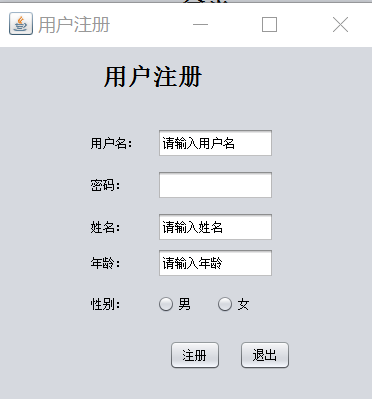 用户注册
用户注册
用户名： 请输入用户名
密码：
姓名： 请输入姓名
年龄： 请输入年龄
性别： 男 女
注册 退出